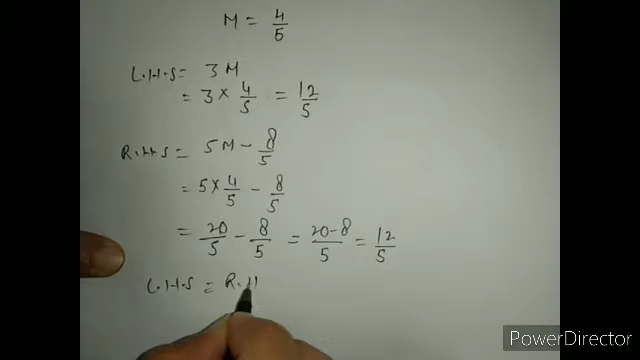 M = 4/5
L.H.S = 3M
= 3 × 4/5 = 12/5
R.H.S = 5M - 8/5
= 5 × 4/5 - 8/5
= 20/5 - 8/5 = 20-8/5 = 12/5
L.H.S = R.H
PowerDirector